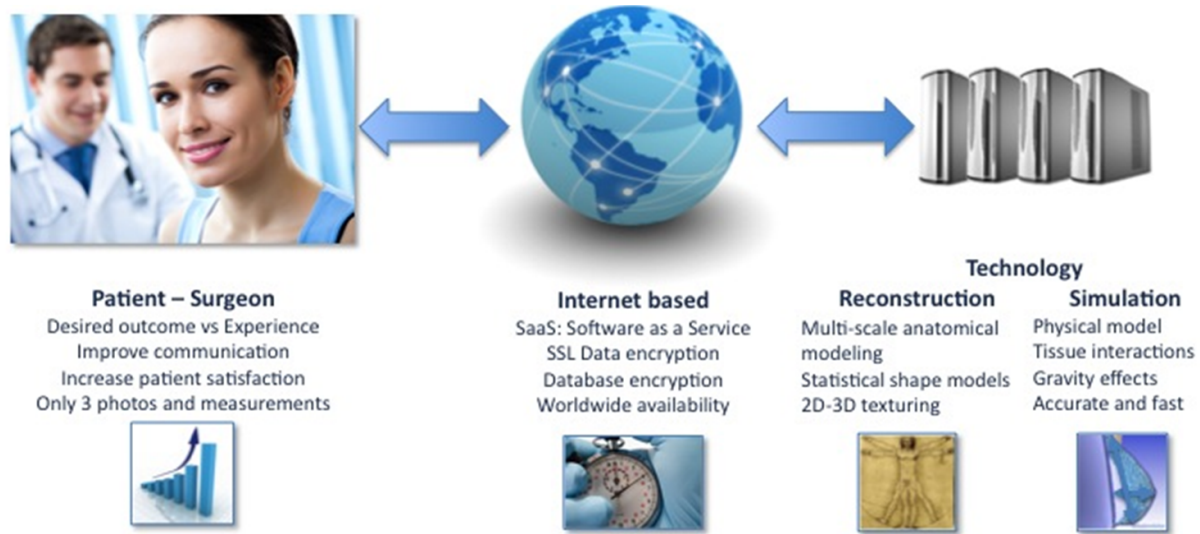 Patient – Surgeon
Desired outcome vs Experience
Improve communication
Increase patient satisfaction
Only 3 photos and measurements
Internet based
SaaS: Software as a Service
SSL Data encryption
Database encryption
Worldwide availability
Technology
Reconstruction
Multi-scale anatomical
modeling
Statistical shape models
2D-3D texturing
Simulation
Physical model
Tissue interactions
Gravity effects
Accurate and fast